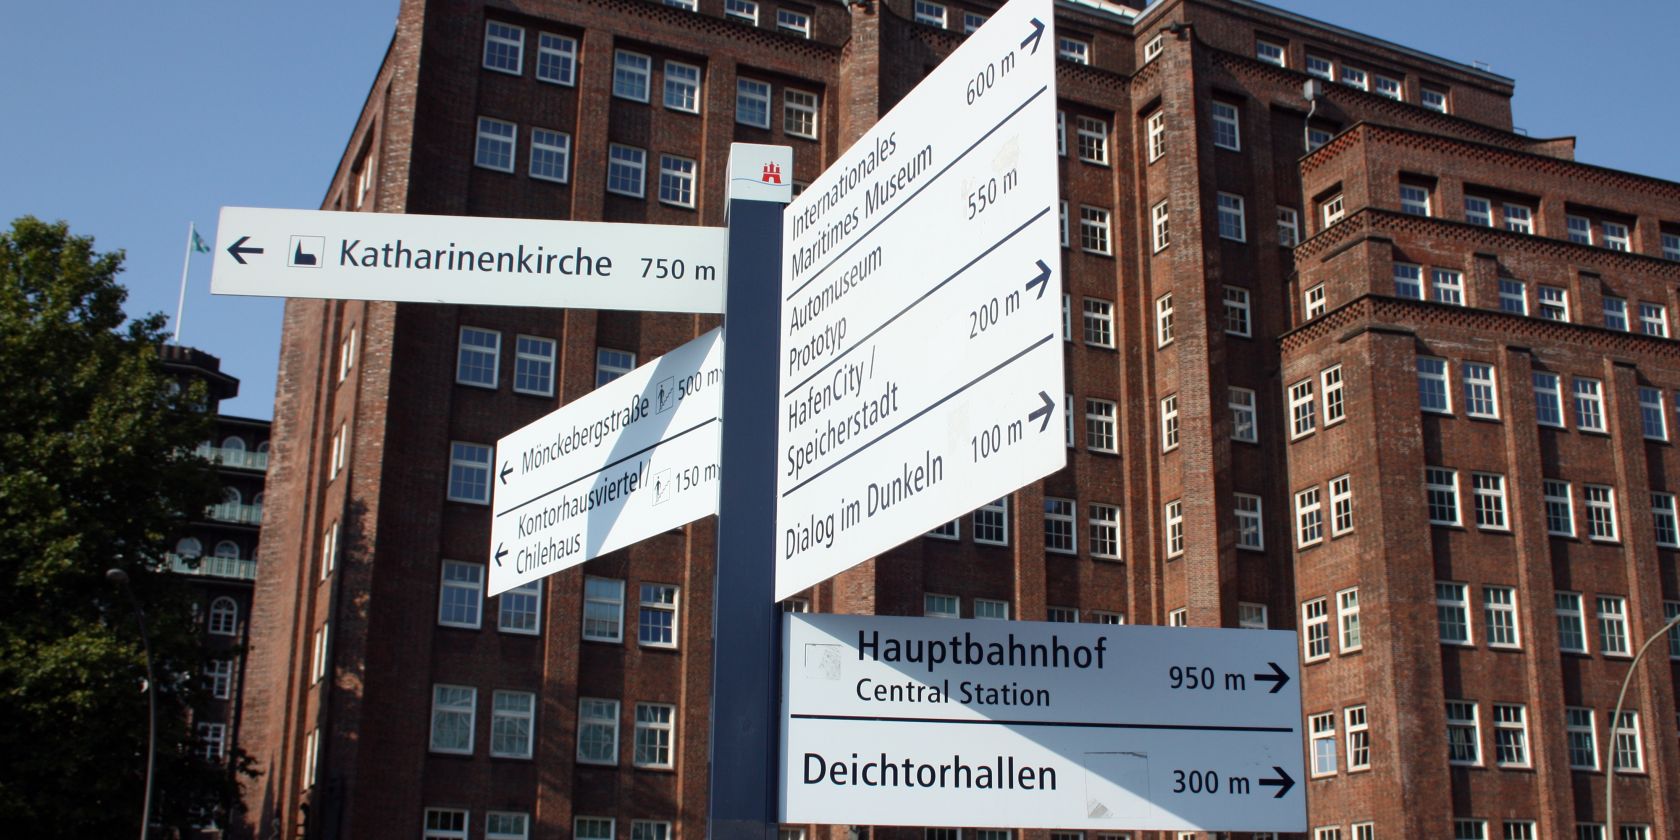 Katharinenkirche 750 m
Mönckebergstraße 500 m
Kontorhausviertel/
Chilehaus 150 m
600 m
Internationales
Maritimes Museum
Automuseum
Prototyp 550 m
HafenCity /
Speicherstadt 200 m
Dialog im Dunkeln 100 m
Hauptbahnhof
Central Station 950 m
Deichtorhallen 300 m